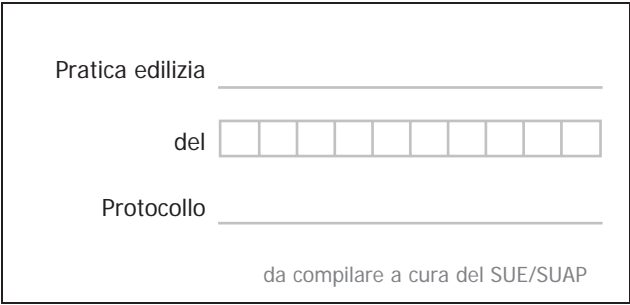 Pratica edilizia
del
Protocollo
da compilare a cura del SUE/SUAP